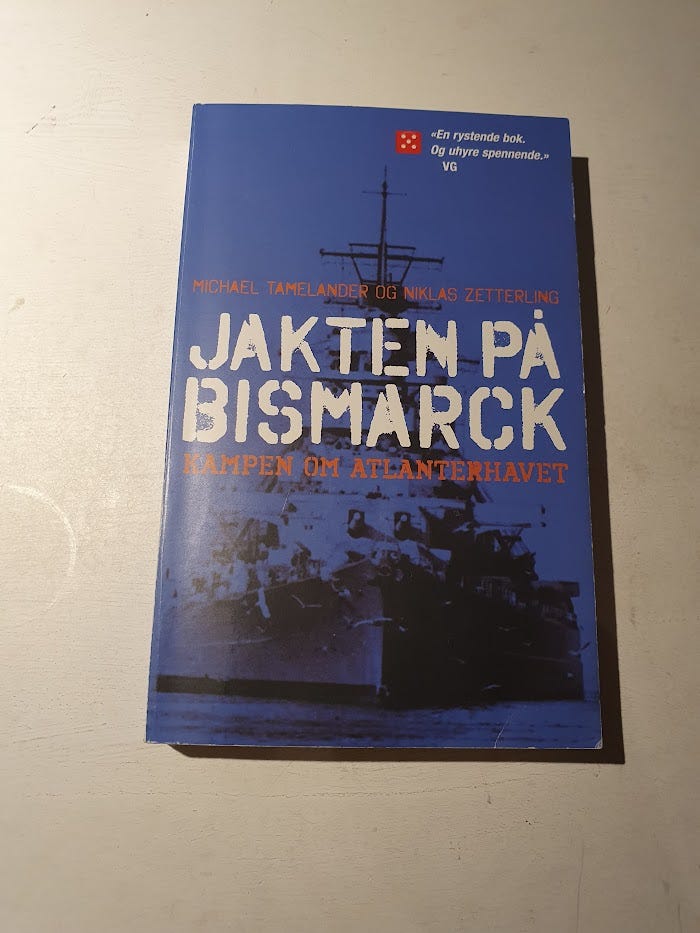 «En rystende bok.
Og uhyre spennende.»
VG
MICHAEL TAMELANDER OG NIKLAS ZETTERLING
JAKTEN PÅ
BISMARCK
KAMPEN OM ATLANTERHAVET